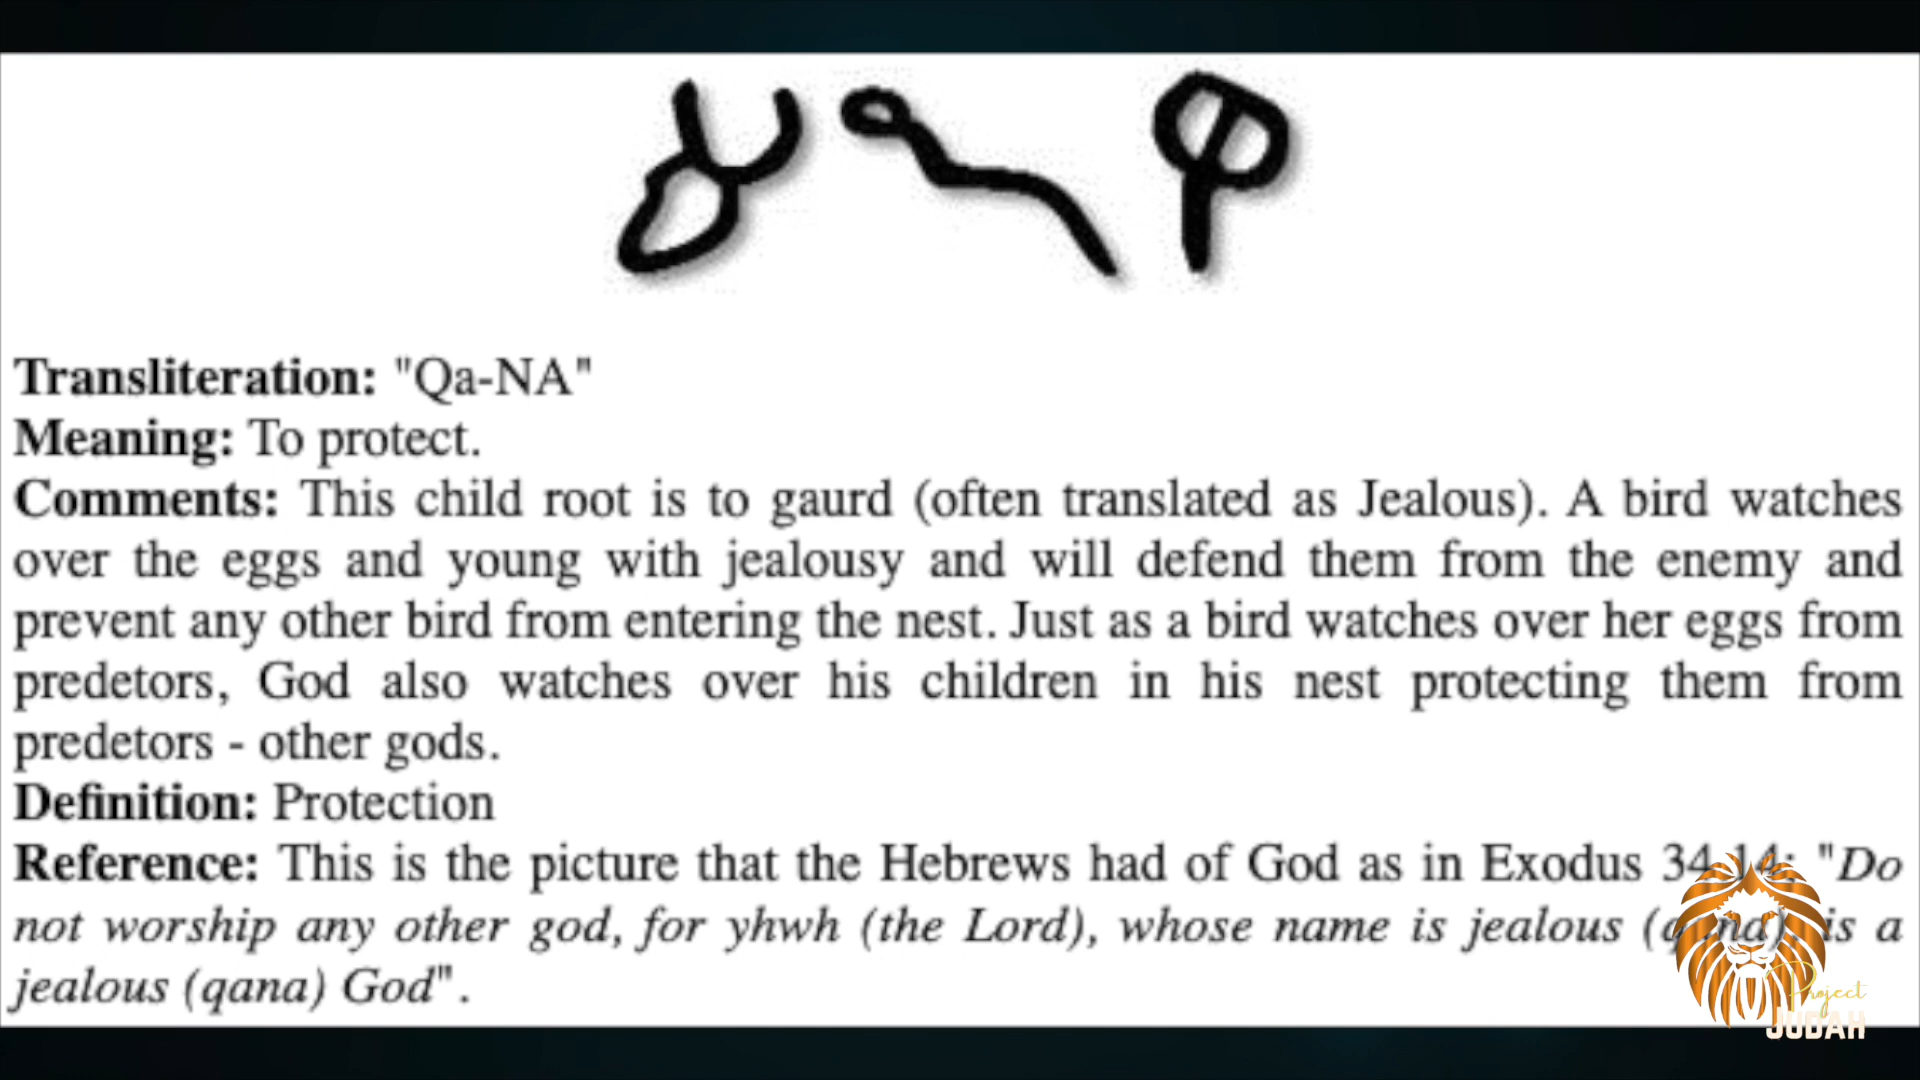 Transliteration: "Qa-NA"
Meaning: To protect.
Comments: This child root is to gaurd (often translated as Jealous). A bird watches
over the eggs and young with jealousy and will defend them from the enemy and
prevent any other bird from entering the nest. Just as a bird watches over her eggs from
predetors, God also watches over his children in his nest protecting them from
predetors - other gods.
Definition: Protection
Reference: This is the picture that the Hebrews had of God as in Exodus 34:14: "Do
not worship any other god, for yhwh (the Lord), whose name is jealous (qana), is a
jealous (qana) God".
Project
JUDAH